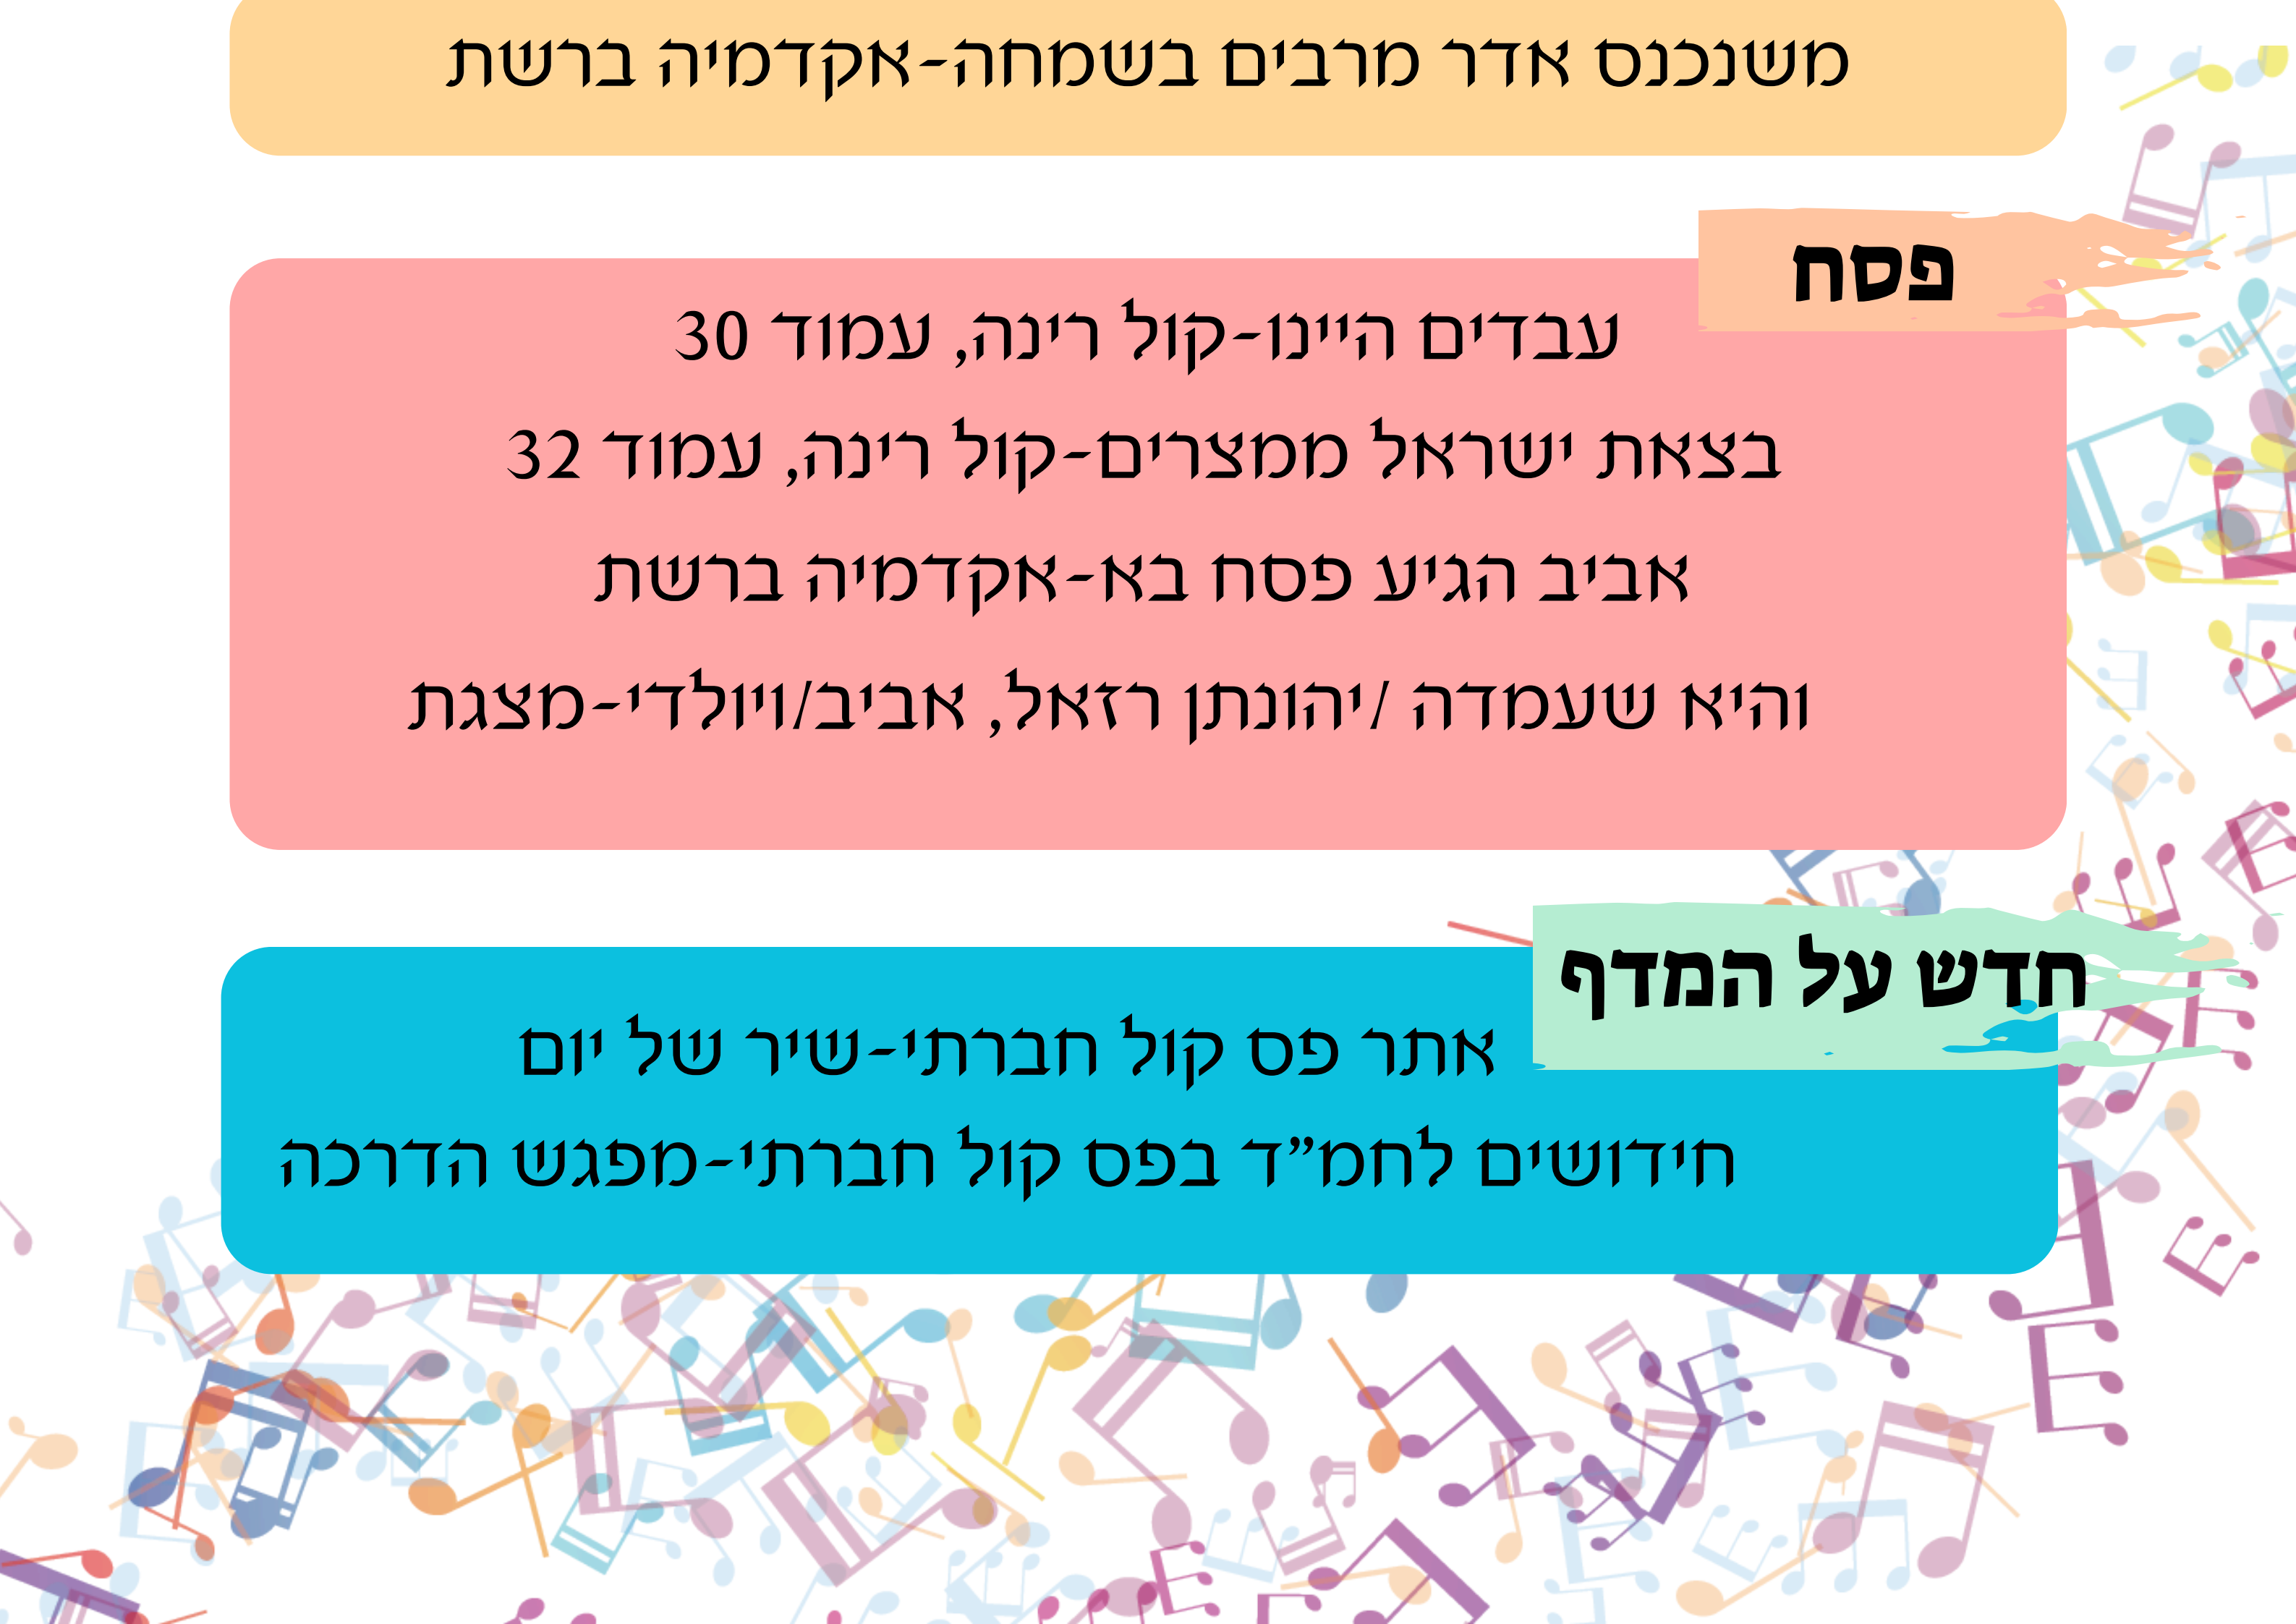 משנכנס אדר מרבים בשמחה-אקדמיה ברשת
פסח
עבדים היינו-קול רינה, עמוד 30
בצאת ישראל ממצרים-קול רינה, עמוד 32
אביב הגיע פסח בא-אקדמיה ברשת
והיא שעמדה /יהונתן רזאל, אביב/ויולדי-מצגת
חדש על המדף
אתר פס קול חברתי-שיר של יום
חידושים לחמ"ד בפס קול חברתי-מפגש הדרכה